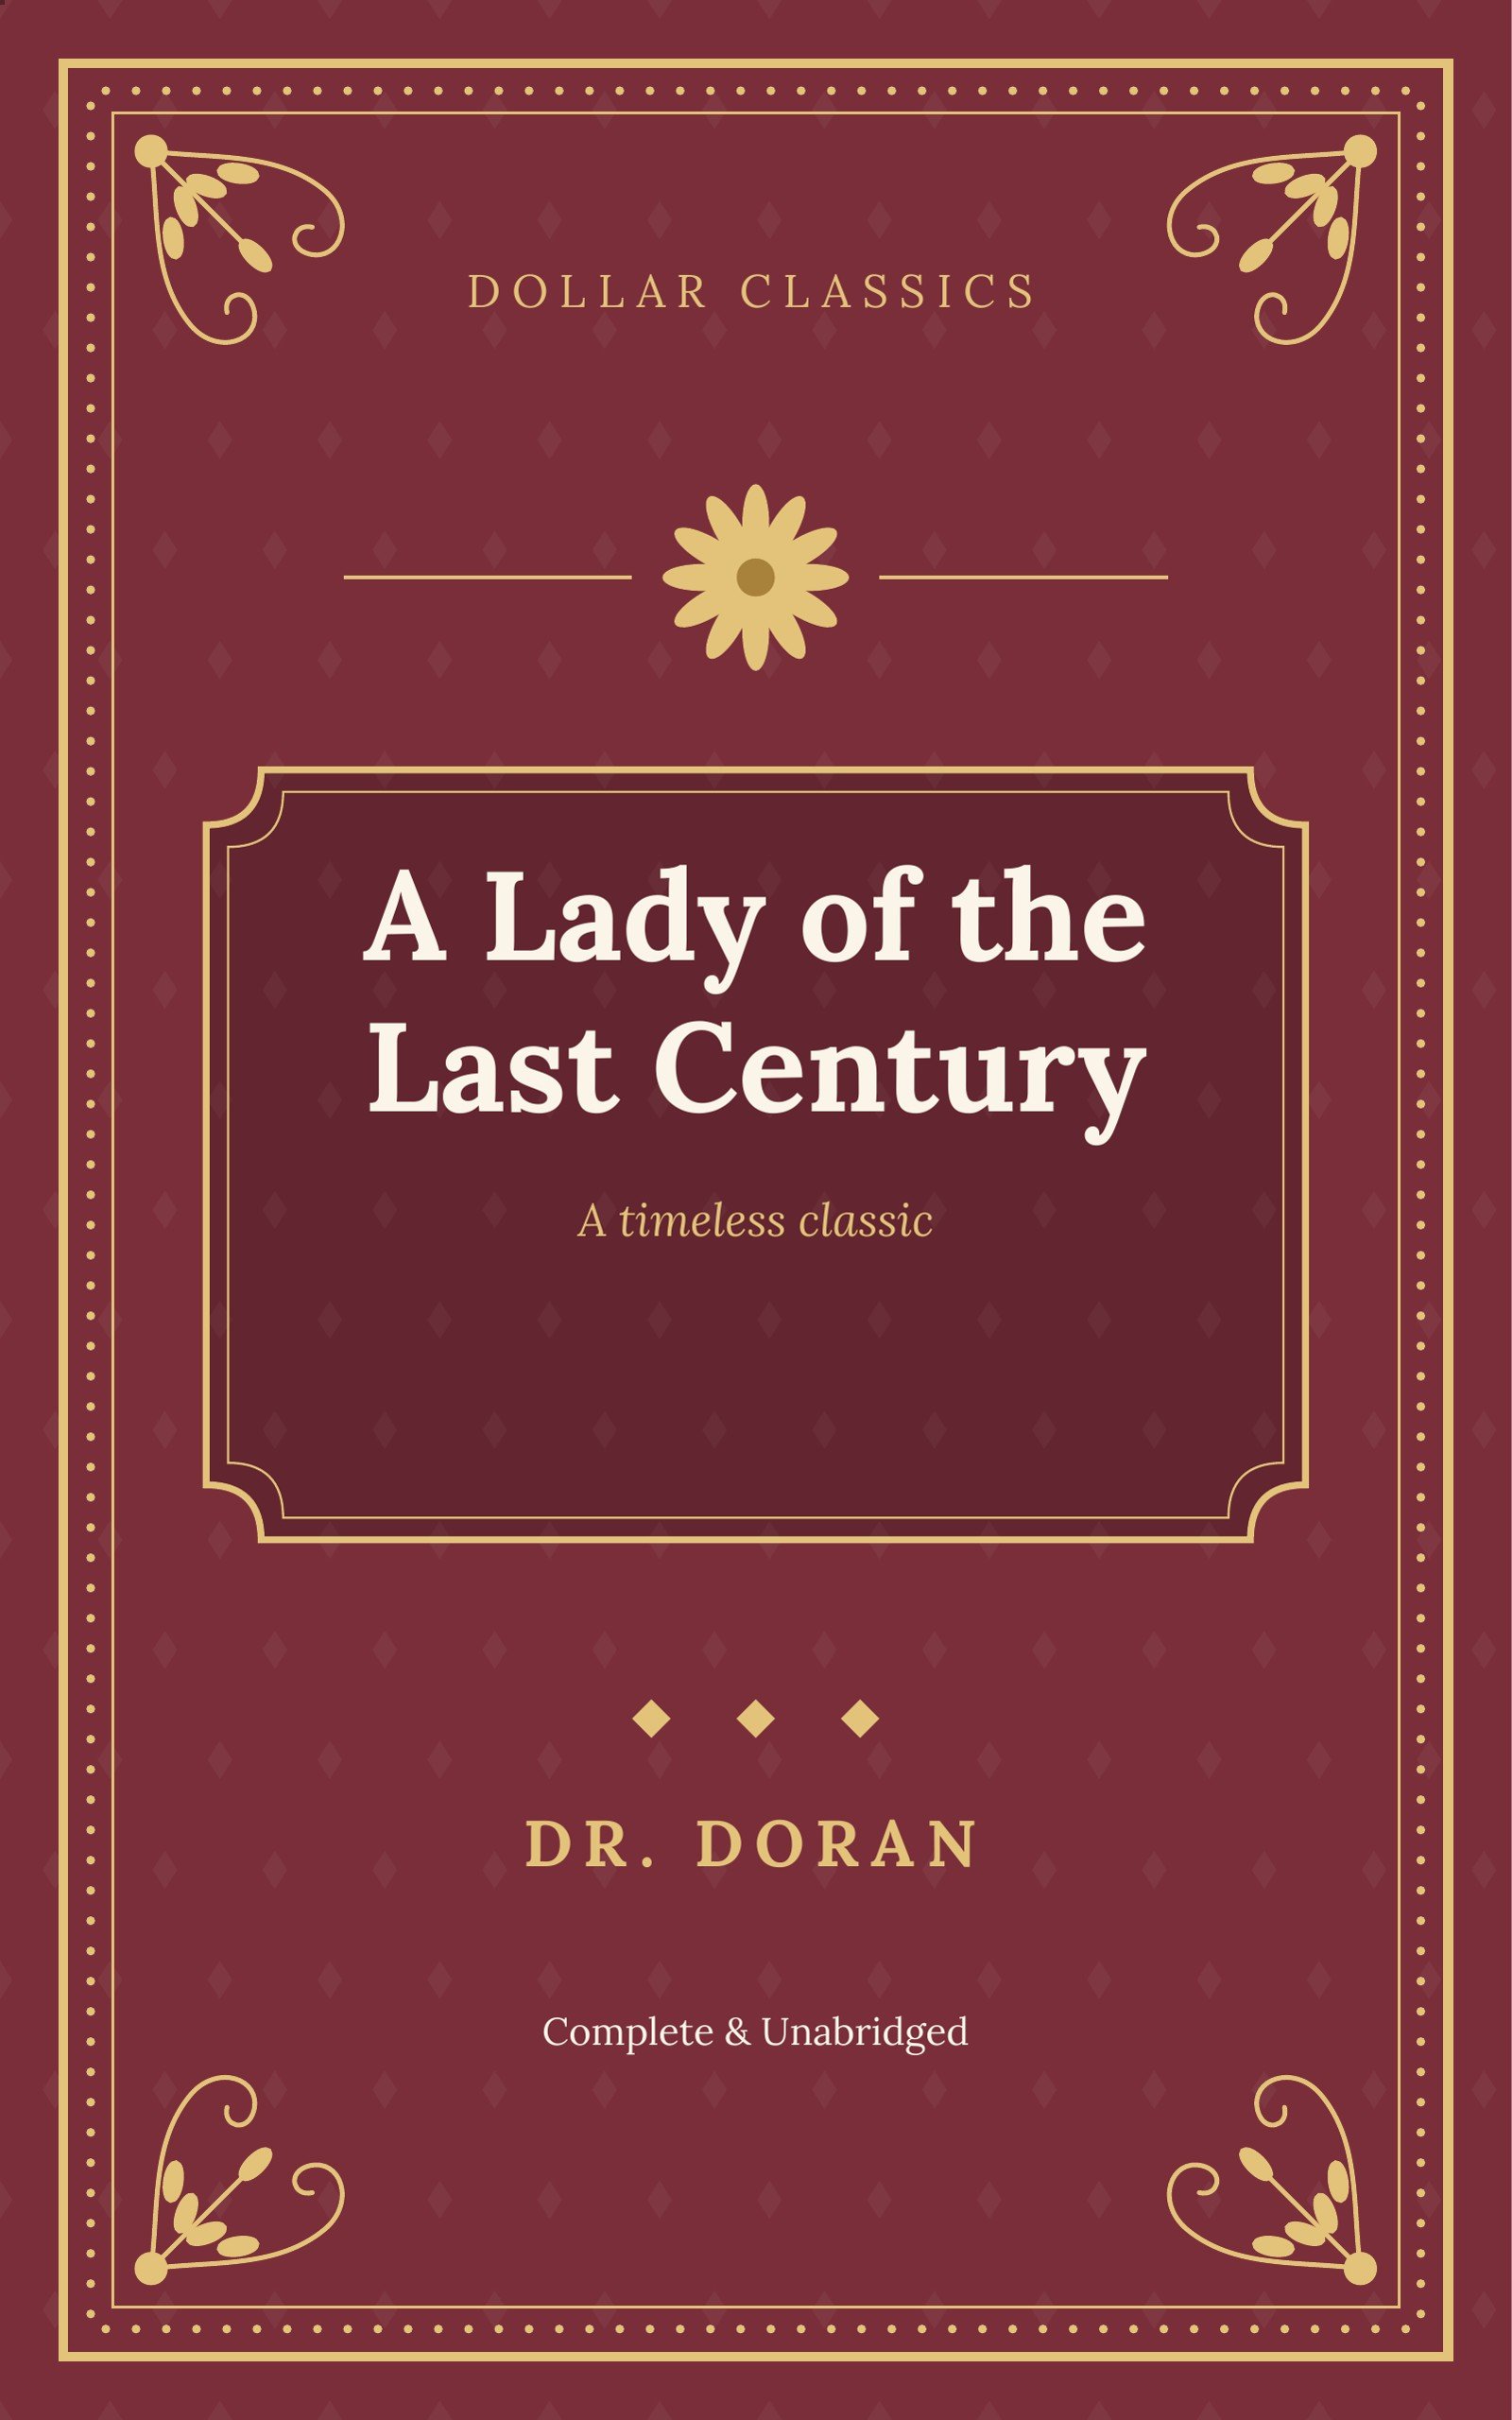 DOLLAR CLASSICS
A Lady of the
Last Century
A timeless classic
DR. DORAN
Complete & Unabridged